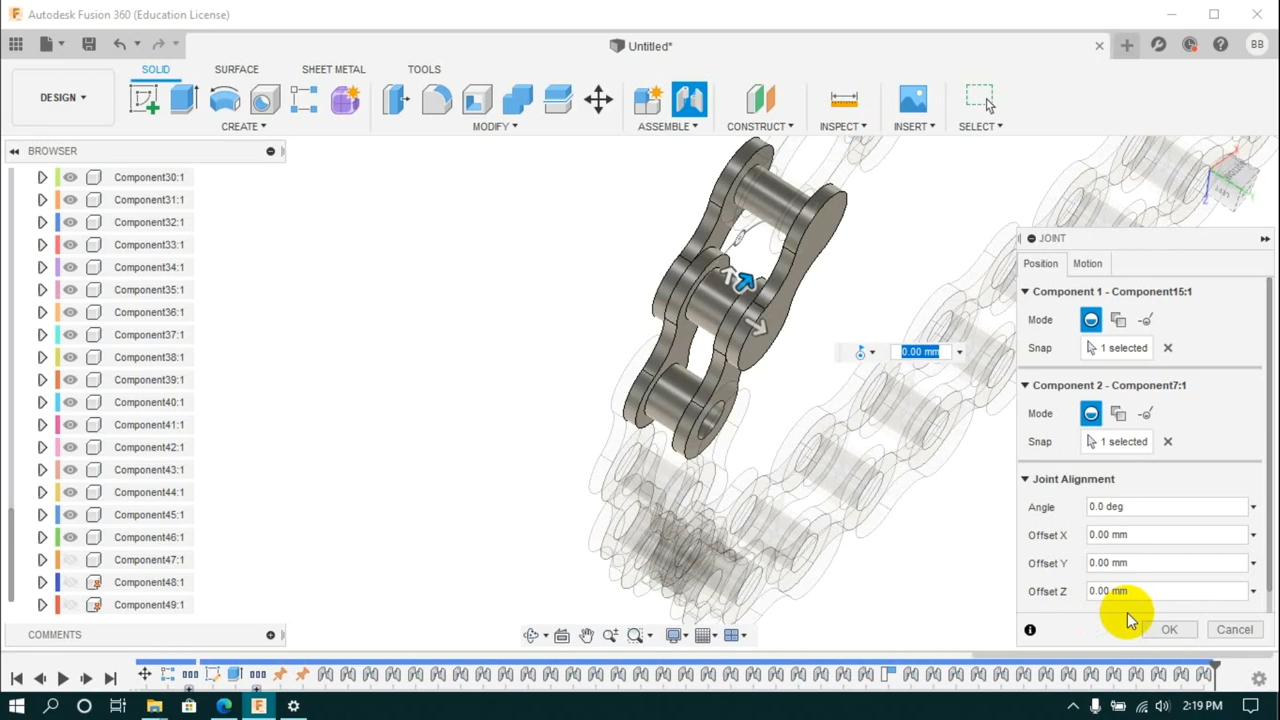 Autodesk Fusion 360 (Education License)
Untitled*
BB
DESIGN
SOLID SURFACE SHEET METAL TOOLS
CREATE MODIFY ASSEMBLE CONSTRUCT INSPECT INSERT SELECT
BROWSER
Component30:1
Component31:1
Component32:1
Component33:1
Component34:1
Component35:1
Component36:1
Component37:1
Component38:1
Component39:1
Component40:1
Component41:1
Component42:1
Component43:1
Component44:1
Component45:1
Component46:1
Component47:1
Component48:1
Component49:1
COMMENTS
X
Y
Z
0.00 mm
JOINT
Position Motion
Component 1 - Component15:1
Mode
Snap 1 selected
Component 2 - Component7:1
Mode
Snap 1 selected
Joint Alignment
Angle 0.0 deg
Offset X 0.00 mm
Offset Y 0.00 mm
Offset Z 0.00 mm
OK Cancel
2:19 PM